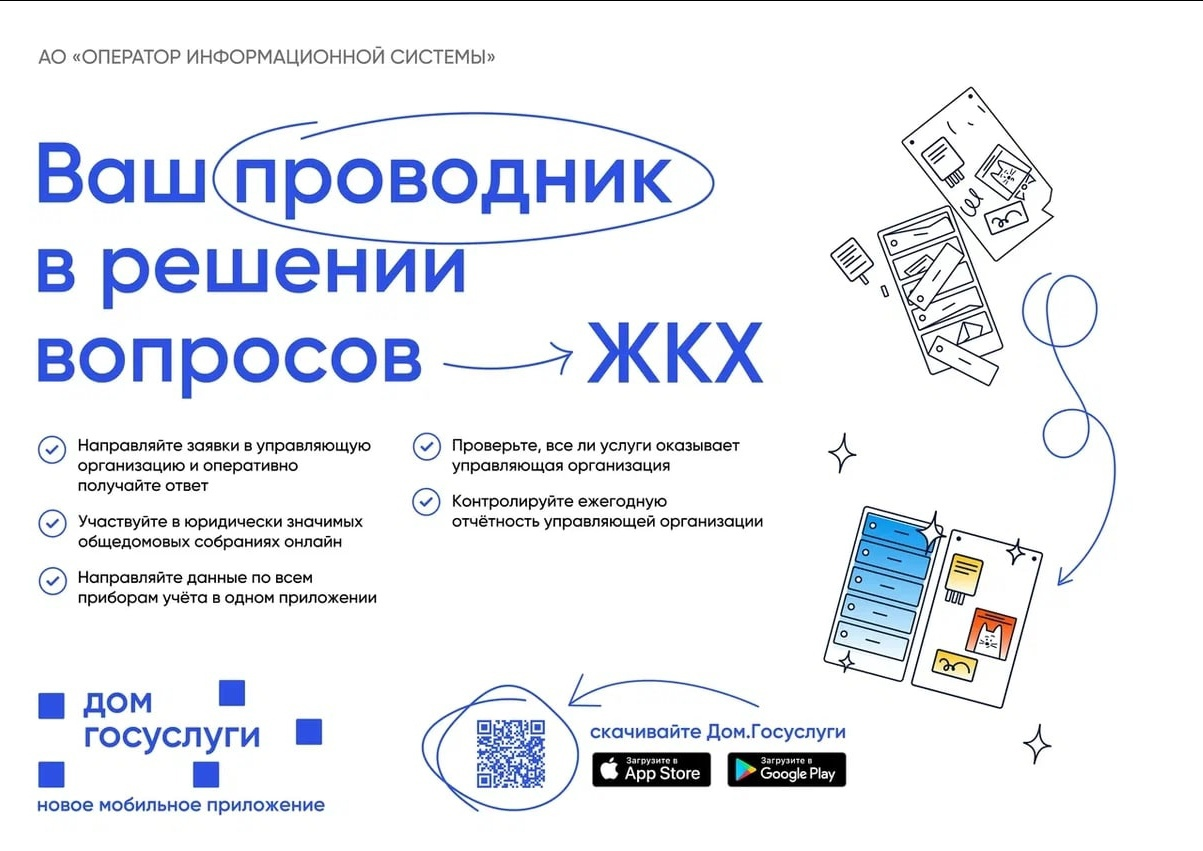 АО «ОПЕРАТОР ИНФОРМАЦИОННОЙ СИСТЕМЫ»
Ваш проводник
в решении
вопросов ЖКХ
Направляйте заявки в управляющую
организацию и оперативно
получайте ответ
Участвуйте в юридически значимых
общедомовых собраниях онлайн
Направляйте данные по всем
приборам учёта в одном приложении
Проверьте, все ли услуги оказывает
управляющая организация
Контролируйте ежегодную
отчётность управляющей организации
дом
госуслуги
новое мобильное приложение
скачивайте Дом.Госуслуги
Загрузите в
App Store
Загрузите в
Google Play